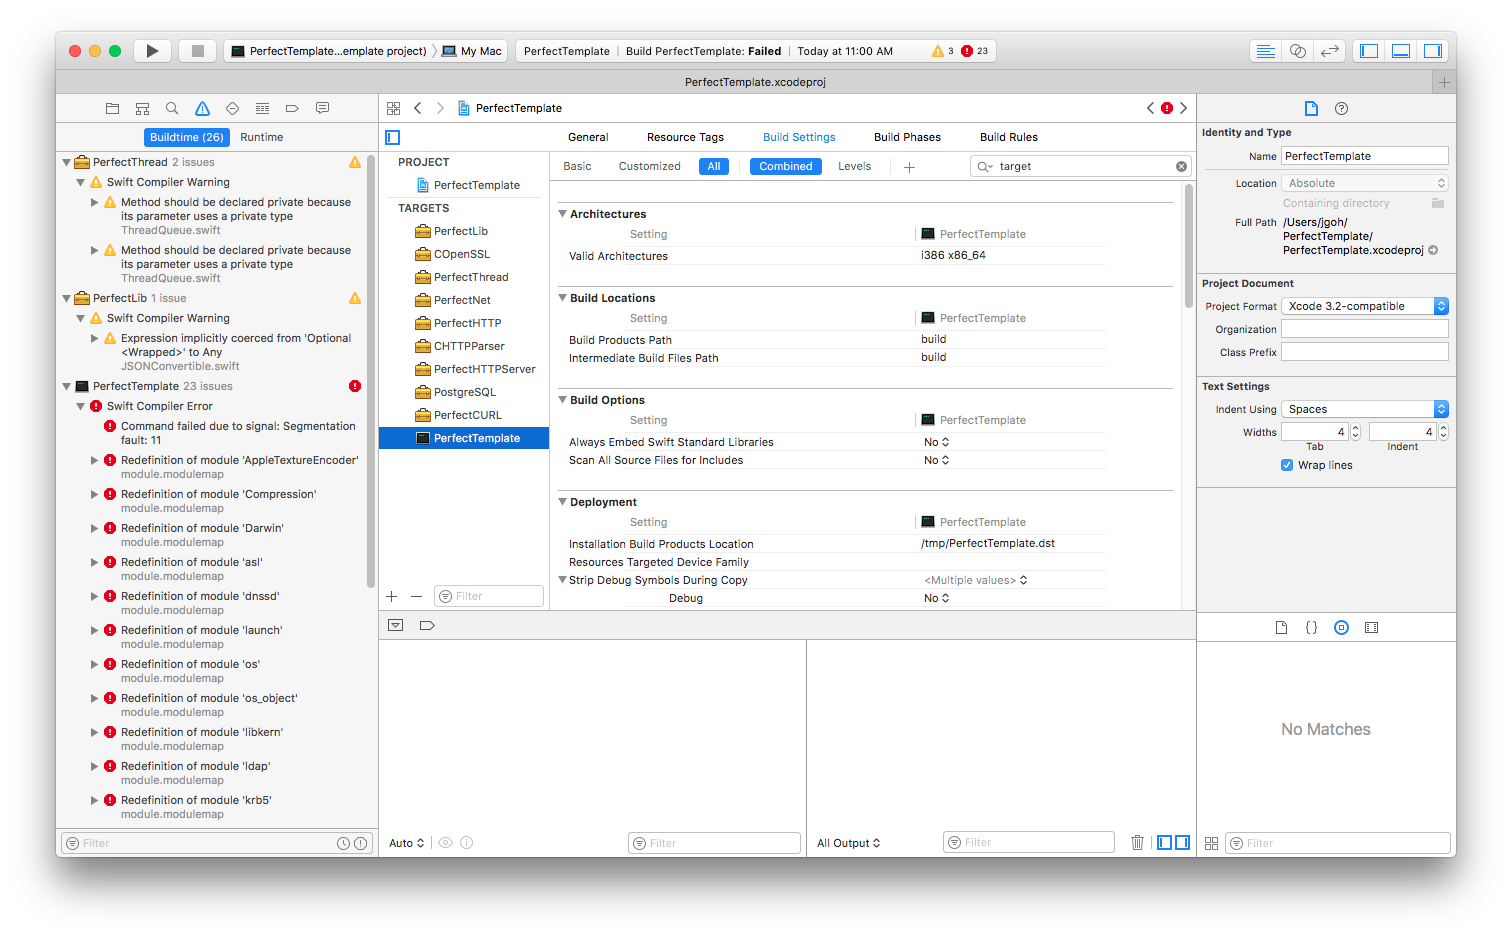 PerfectTemplate...emplate project) My Mac
PerfectTemplate | Build PerfectTemplate: Failed | Today at 11:00 AM 3 23
PerfectTemplate.xcodeproj
Buildtime (26) Runtime
PerfectThread 2 issues
Swift Compiler Warning
Method should be declared private because
its parameter uses a private type
ThreadQueue.swift
Method should be declared private because
its parameter uses a private type
ThreadQueue.swift
PerfectLib 1 issue
Swift Compiler Warning
Expression implicitly coerced from 'Optional
<Wrapped>' to Any
JSONConvertible.swift
PerfectTemplate 23 issues
Swift Compiler Error
Command failed due to signal: Segmentation
fault: 11
Redefinition of module 'AppleTextureEncoder'
module.modulemap
Redefinition of module 'Compression'
module.modulemap
Redefinition of module 'Darwin'
module.modulemap
Redefinition of module 'asl'
module.modulemap
Redefinition of module 'dnssd'
module.modulemap
Redefinition of module 'launch'
module.modulemap
Redefinition of module 'os'
module.modulemap
Redefinition of module 'os_object'
module.modulemap
Redefinition of module 'libkern'
module.modulemap
Redefinition of module 'ldap'
module.modulemap
Redefinition of module 'krb5'
module.modulemap
Filter
PerfectTemplate
General Resource Tags Build Settings Build Phases Build Rules
PROJECT
PerfectTemplate
TARGETS
PerfectLib
COpenSSL
PerfectThread
PerfectNet
PerfectHTTP
CHTTPParser
PerfectHTTPServer
PostgreSQL
PerfectCURL
PerfectTemplate
Filter
Basic Customized All Combined Levels target
Architectures
Setting PerfectTemplate
Valid Architectures i386 x86_64
Build Locations
Setting PerfectTemplate
Build Products Path build
Intermediate Build Files Path build
Build Options
Setting PerfectTemplate
Always Embed Swift Standard Libraries No
Scan All Source Files for Includes No
Deployment
Setting PerfectTemplate
Installation Build Products Location /tmp/PerfectTemplate.dst
Resources Targeted Device Family
Strip Debug Symbols During Copy <Multiple values>
Debug No
Auto Filter
All Output Filter
Identity and Type
Name PerfectTemplate
Location Absolute
Containing directory
Full Path /Users/jgoh/
PerfectTemplate/
PerfectTemplate.xcodeproj
Project Document
Project Format Xcode 3.2-compatible
Organization
Class Prefix
Text Settings
Indent Using Spaces
Widths 4 4
Tab Indent
Wrap lines
No Matches
Filter